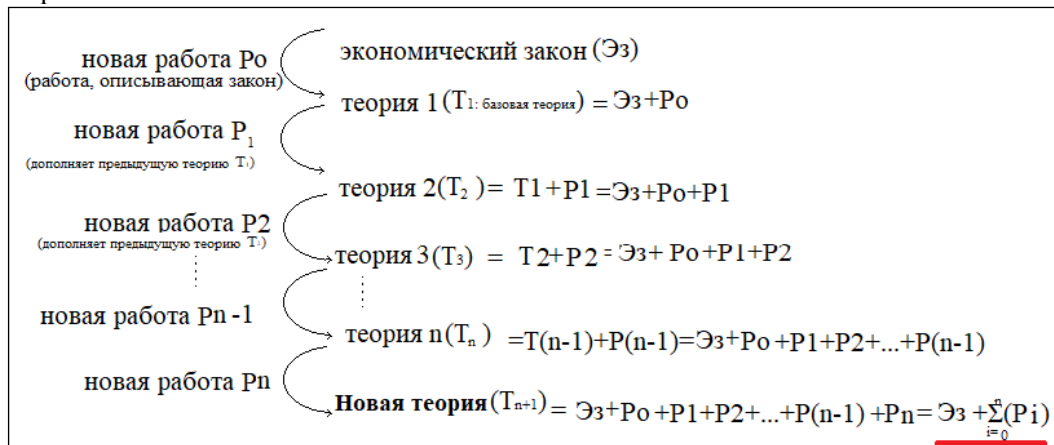 экономический закон (Эз)
новая работа Ро
(работа, описывающая закон)
теория 1 (Т1: базовая теория) = Эз+Ро
новая работа Р1
(дополняет предыдущую теорию Т1)
теория 2(Т2) = Т1+Р1=Эз+Ро+Р1
новая работа Р2
(дополняет предыдущую теорию Т2)
теория 3(Т3) = Т2+Р2=Эз+ Ро+Р1+Р2
новая работа Рn -1
теория n(Тn) =Т(n-1)+Р(n-1)=Эз+Ро+Р1+Р2+...+Р(n-1)
новая работа Рn
Новая теория(Тn+1)= Эз+Ро+Р1+Р2+...+Р(n-1) +Рn= Эз +Σ(Рi)
n
i=0